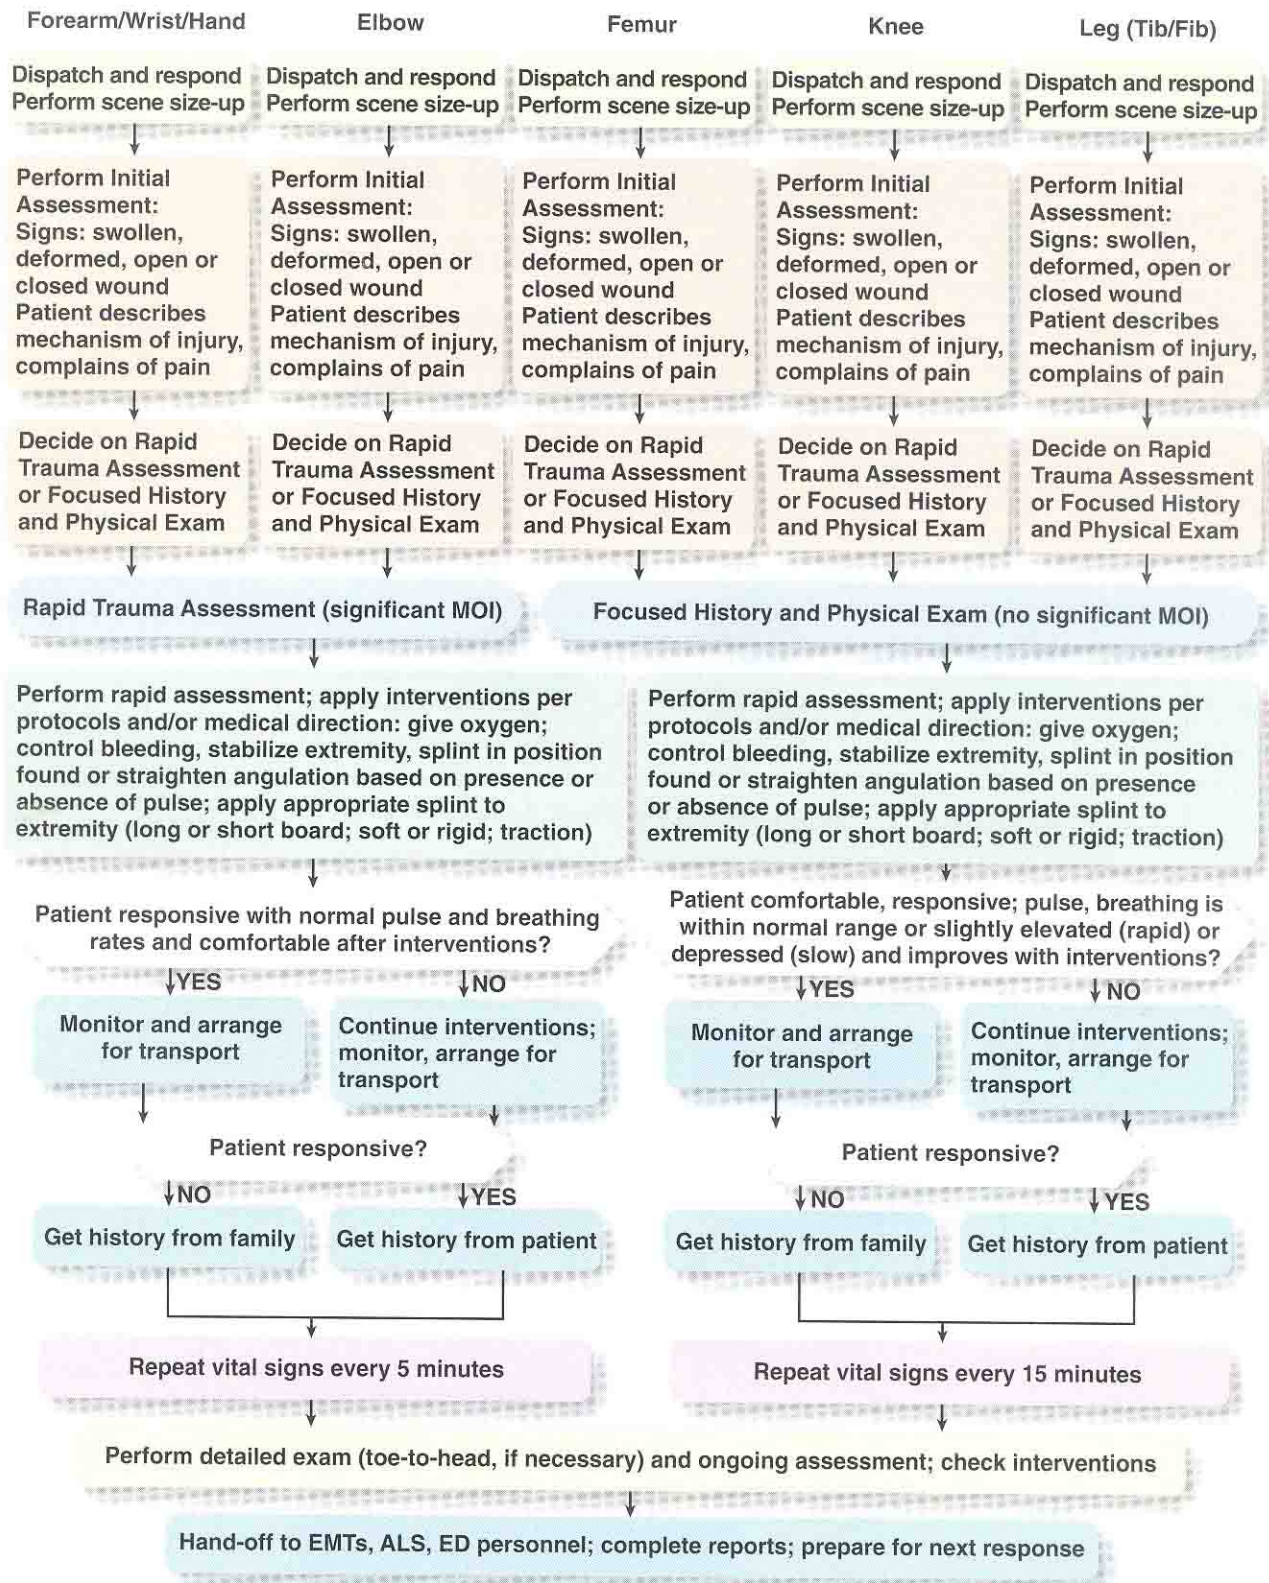 Forearm/Wrist/Hand
Elbow
Femur
Knee
Leg (Tib/Fib)
Dispatch and respond
Perform scene size-up
Dispatch and respond
Perform scene size-up
Dispatch and respond
Perform scene size-up
Dispatch and respond
Perform scene size-up
Dispatch and respond
Perform scene size-up
Perform Initial
Assessment:
Signs: swollen,
deformed, open or
closed wound
Patient describes
mechanism of injury,
complains of pain
Perform Initial
Assessment:
Signs: swollen,
deformed, open or
closed wound
Patient describes
mechanism of injury,
complains of pain
Perform Initial
Assessment:
Signs: swollen,
deformed, open or
closed wound
Patient describes
mechanism of injury,
complains of pain
Perform Initial
Assessment:
Signs: swollen,
deformed, open or
closed wound
Patient describes
mechanism of injury,
complains of pain
Perform Initial
Assessment:
Signs: swollen,
deformed, open or
closed wound
Patient describes
mechanism of injury,
complains of pain
Decide on Rapid
Trauma Assessment
or Focused History
and Physical Exam
Decide on Rapid
Trauma Assessment
or Focused History
and Physical Exam
Decide on Rapid
Trauma Assessment
or Focused History
and Physical Exam
Decide on Rapid
Trauma Assessment
or Focused History
and Physical Exam
Decide on Rapid
Trauma Assessment
or Focused History
and Physical Exam
Rapid Trauma Assessment (significant MOI)
Focused History and Physical Exam (no significant MOI)
Perform rapid assessment; apply interventions per
protocols and/or medical direction: give oxygen;
control bleeding, stabilize extremity, splint in position
found or straighten angulation based on presence or
absence of pulse; apply appropriate splint to
extremity (long or short board; soft or rigid; traction)
Perform rapid assessment; apply interventions per
protocols and/or medical direction: give oxygen;
control bleeding, stabilize extremity, splint in position
found or straighten angulation based on presence
or absence of pulse; apply appropriate splint to
extremity (long or short board; soft or rigid; traction)
Patient responsive with normal pulse and breathing
rates and comfortable after interventions?
Patient comfortable, responsive; pulse, breathing is
within normal range or slightly elevated (rapid) or
depressed (slow) and improves with interventions?
YES
NO
YES
NO
Monitor and arrange
for transport
Continue interventions;
monitor, arrange for
transport
Monitor and arrange
for transport
Continue interventions;
monitor, arrange for
transport
Patient responsive?
Patient responsive?
NO
YES
NO
YES
Get history from family
Get history from patient
Get history from family
Get history from patient
Repeat vital signs every 5 minutes
Repeat vital signs every 15 minutes
Perform detailed exam (toe-to-head, if necessary) and ongoing assessment; check interventions
Hand-off to EMTs, ALS, ED personnel; complete reports; prepare for next response